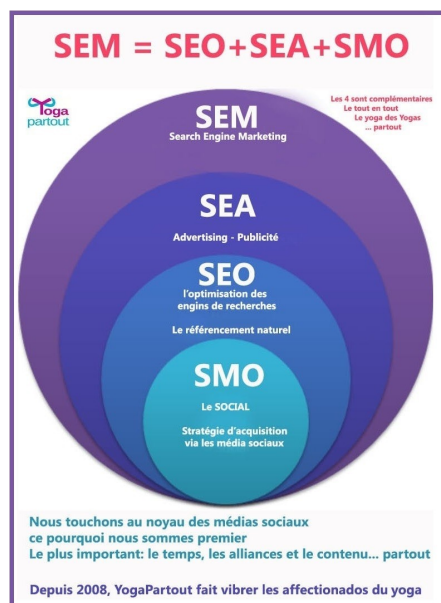 SEM = SEO+SEA+SMO
Yoga
partout
Les 4 sont complémentaires
Le tout en tout
Le yoga des Yogas
... partout
SEM
Search Engine Marketing
SEA
Advertising - Publicité
SEO
l'optimisation des
engins de recherches
Le référencement naturel
SMO
Le SOCIAL
Stratégie d'acquisition
via les média sociaux
Nous touchons au noyau des médias sociaux
ce pourquoi nous sommes premier
Le plus important: le temps, les alliances et le contenu... partout
Depuis 2008, YogaPartout fait vibrer les affectionados du yoga